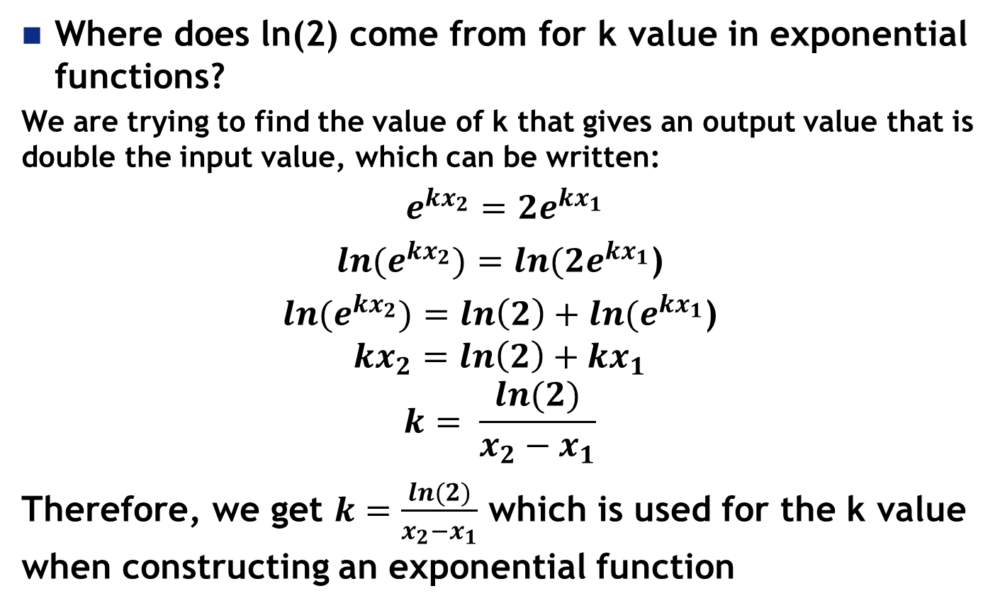 ■ Where does ln(2) come from for k value in exponential
functions?
We are trying to find the value of k that gives an output value that is
double the input value, which can be written:
$e^{kx_2} = 2e^{kx_1}$
$ln(e^{kx_2}) = ln(2e^{kx_1})$
$ln(e^{kx_2}) = ln(2) + ln(e^{kx_1})$
$kx_2 = ln(2) + kx_1$
$k = \frac{ln(2)}{x_2 - x_1}$
Therefore, we get $k = \frac{ln(2)}{x_2 - x_1}$ which is used for the k value
when constructing an exponential function